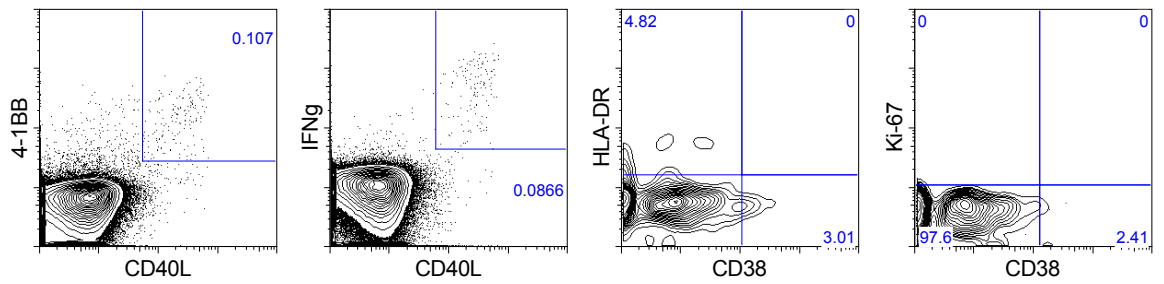 4-1BB
0.107
CD40L
IFNg
0.0866
CD40L
HLA-DR
4.82
0
3.01
CD38
Ki-67
0
0
97.6
2.41
CD38